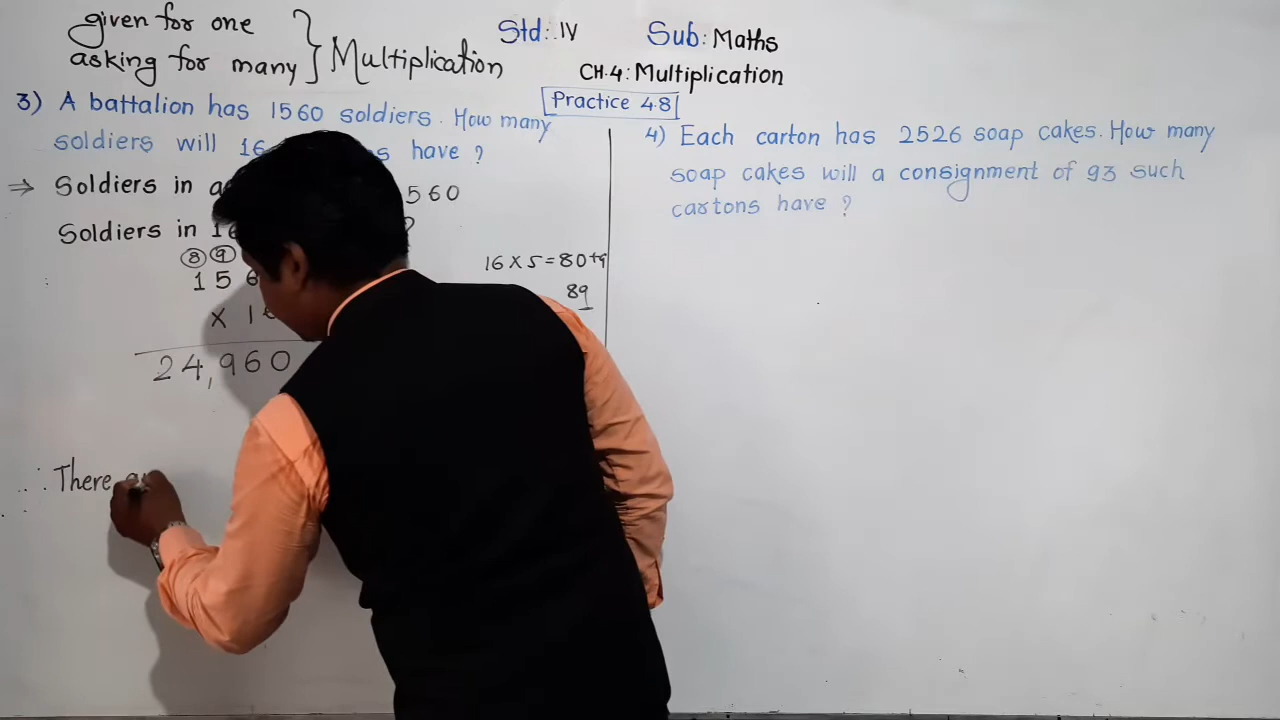 given for one
asking for many } Multiplication
Std: IV Sub: Maths
CH.4: Multiplication
Practice 4.8
3) A battalion has 1560 soldiers. How many
soldiers will 16 have ?
⇒ Soldiers in 560
Soldiers in 16 ?
8 9
1 5 6
× 1
24,960
16 × 5 = 80+9
89
∴ There
4) Each carton has 2526 soap cakes. How many
soap cakes will a consignment of 93 such
cartons have ?